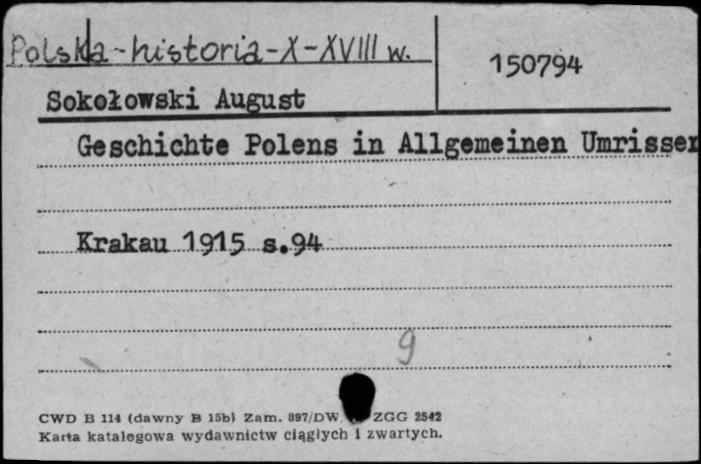 Polska-historia-X-XVIII w.
150794
Sokołowski August
Geschichte Polens in Allgemeinen Umrissen
Krakau 1915 s.94
9
CWD B 114 (dawny B 15b) Zam. 897/DW. ZGG 2542
Karta katalogowa wydawnictw ciągłych i zwartych.